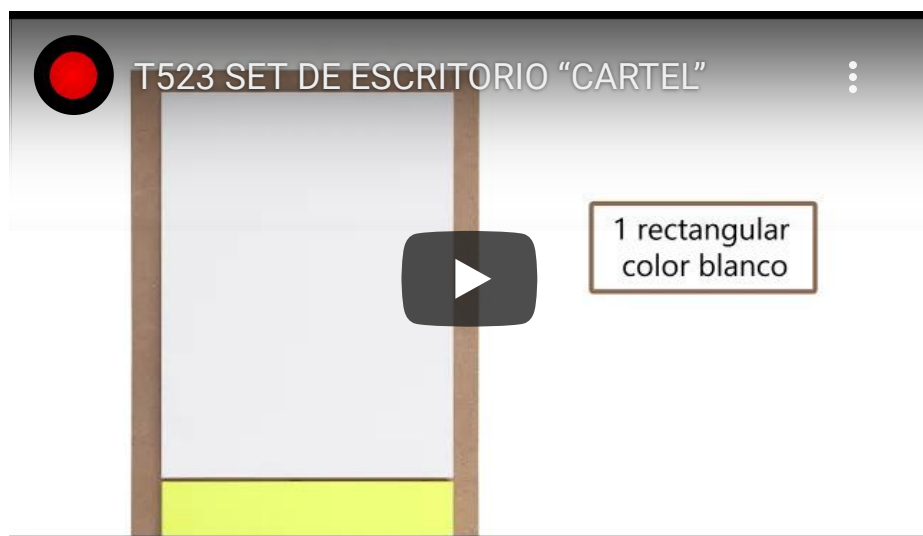 T523 SET DE ESCRITORIO “CARTEL”
1 rectangular
color blanco